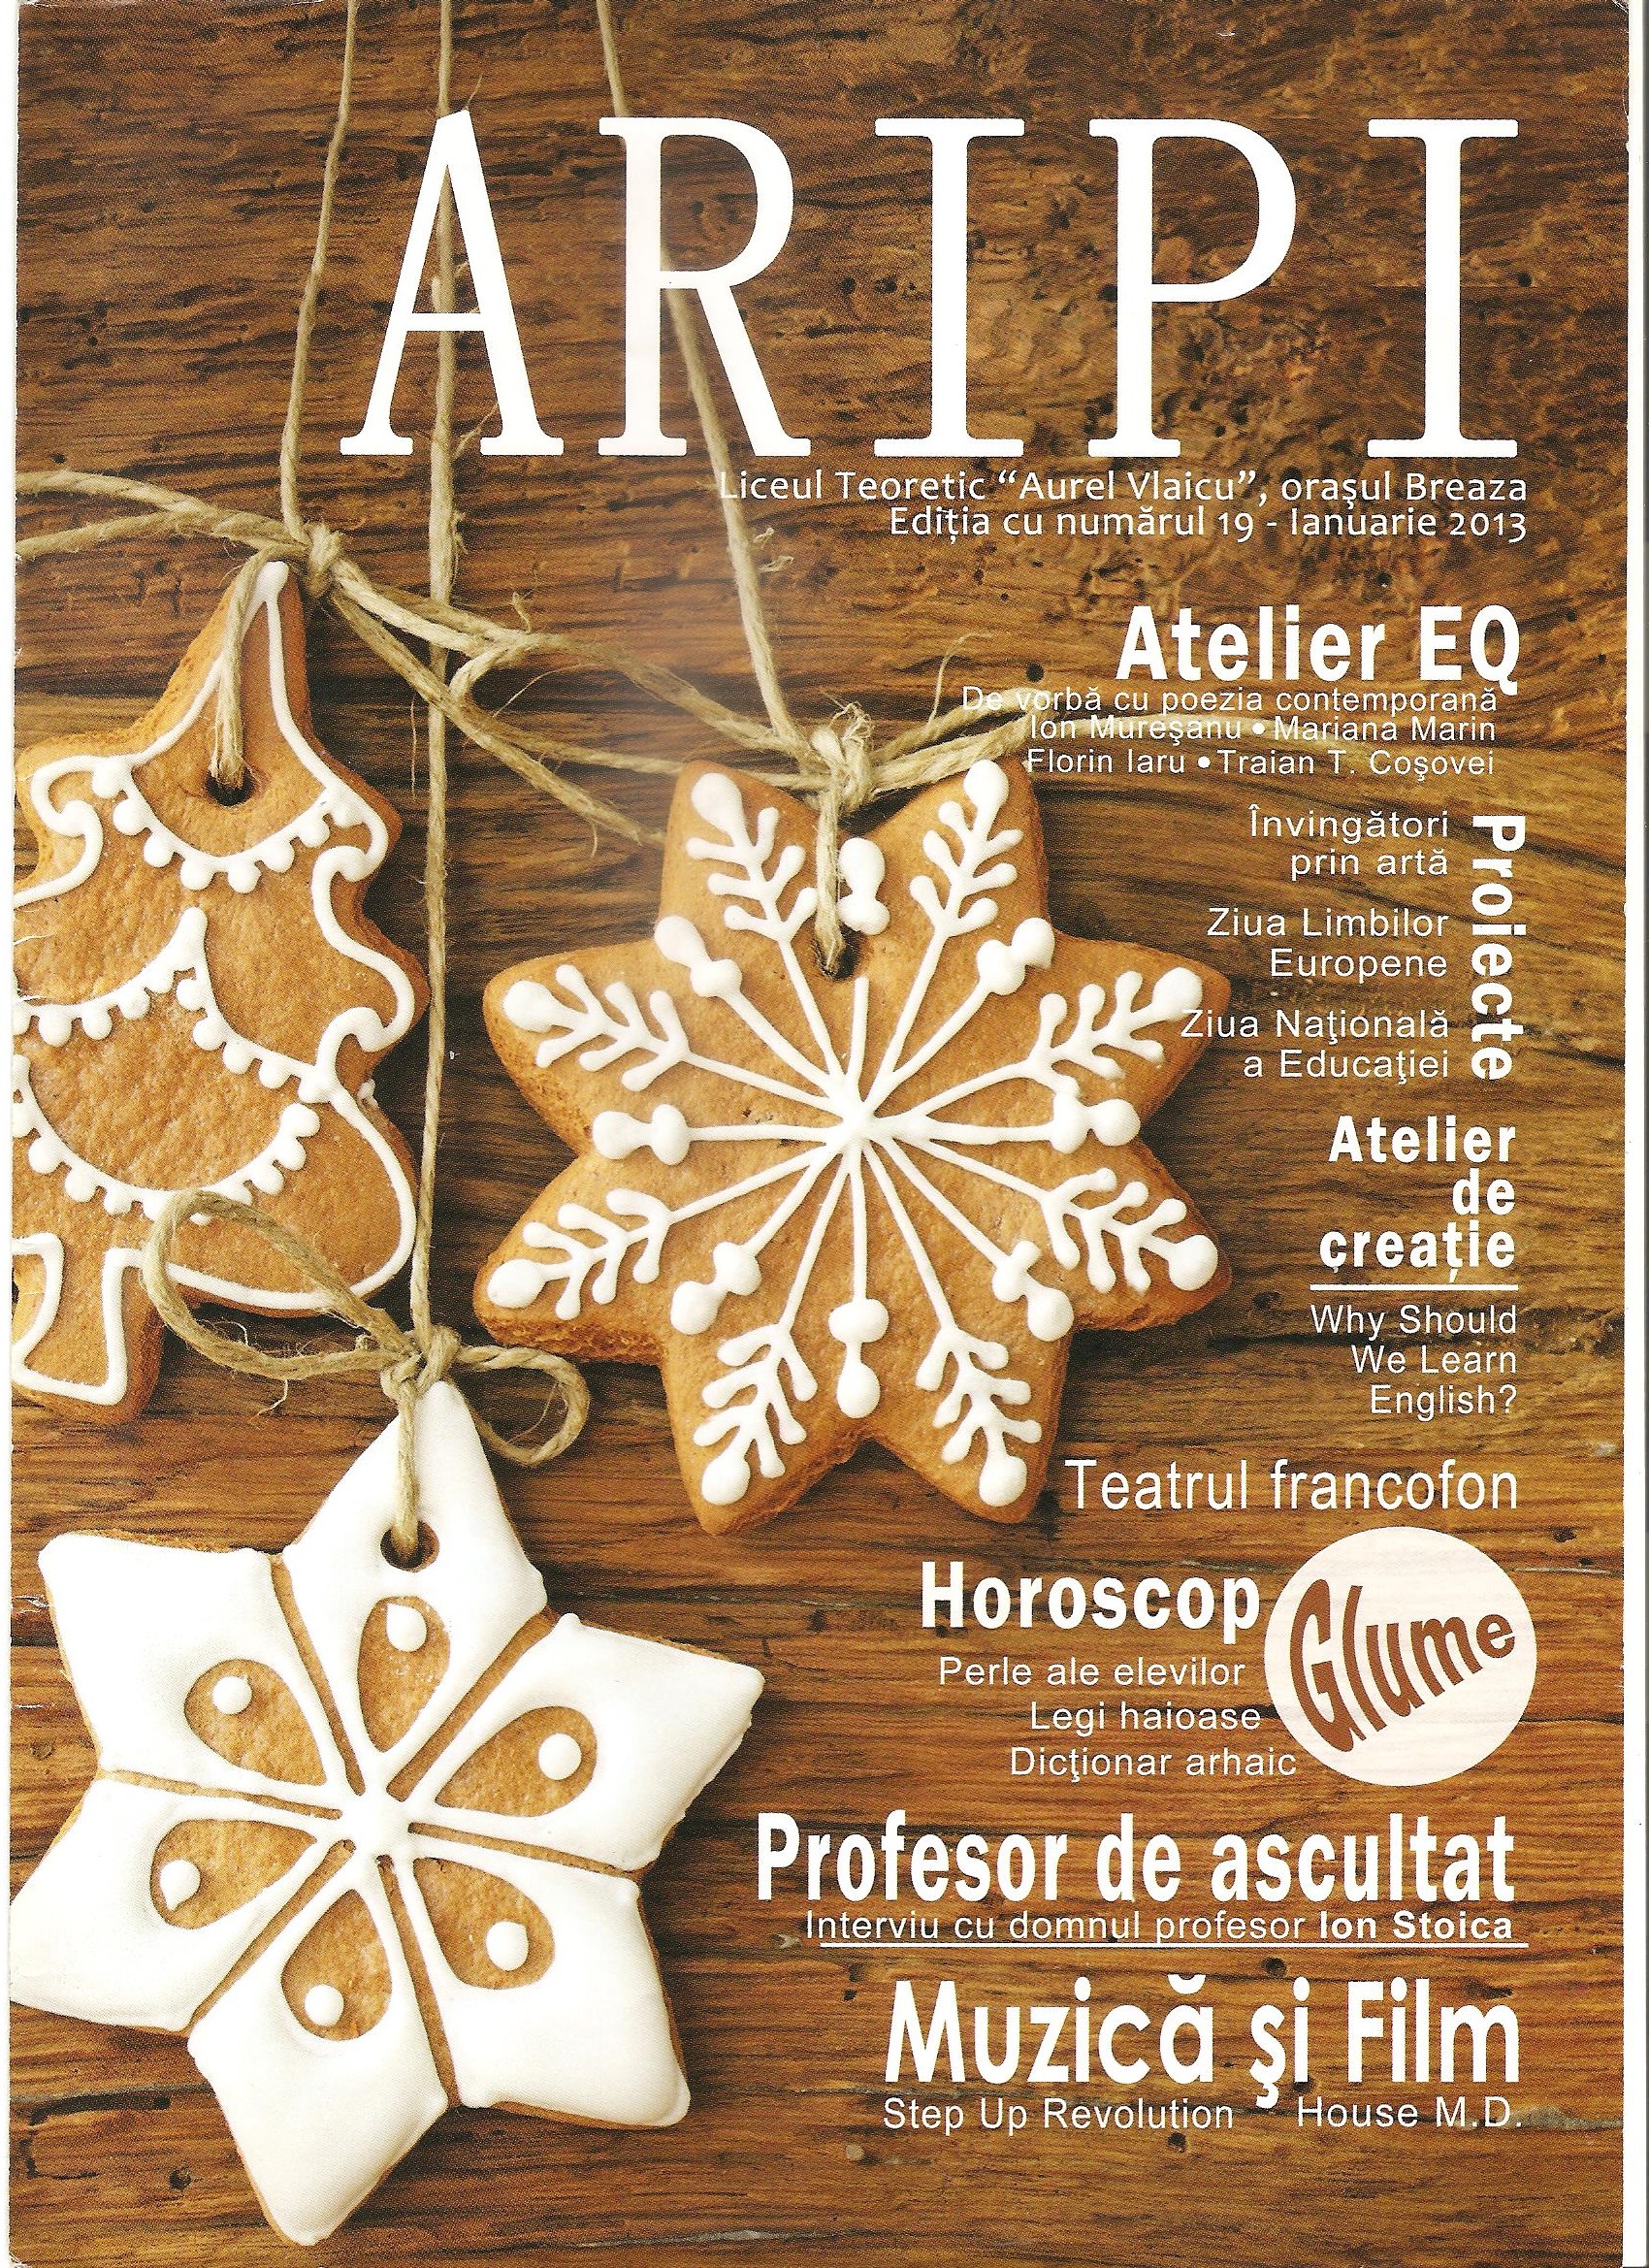 ARIPI
Liceul Teoretic “Aurel Vlaicu”, oraşul Breaza
Ediția cu numărul 19 - Ianuarie 2013
Atelier EQ
De vorbă cu poezia contemporană
Ion Mureşanu • Mariana Marin
Florin Iaru • Traian T. Coşovei
Proiecte
Învingători
prin artă
Ziua Limbilor
Europene
Ziua Naţională
a Educaţiei
Atelier
de
creație
Why Should
We Learn
English?
Teatrul francofon
Horoscop
Glume
Perle ale elevilor
Legi haioase
Dicţionar arhaic
Profesor de ascultat
Interviu cu domnul profesor Ion Stoica
Muzică şi Film
Step Up Revolution House M.D.